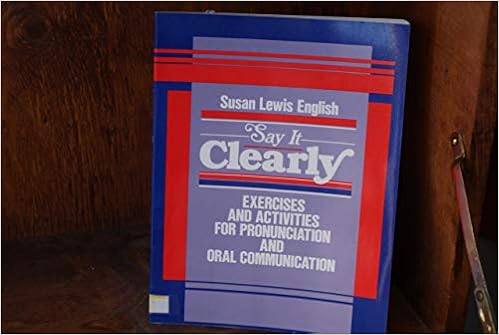 Susan Lewis English
Say It
Clearly
EXERCISES
AND ACTIVITIES
FOR PRONUNCIATION
AND
ORAL COMMUNICATION